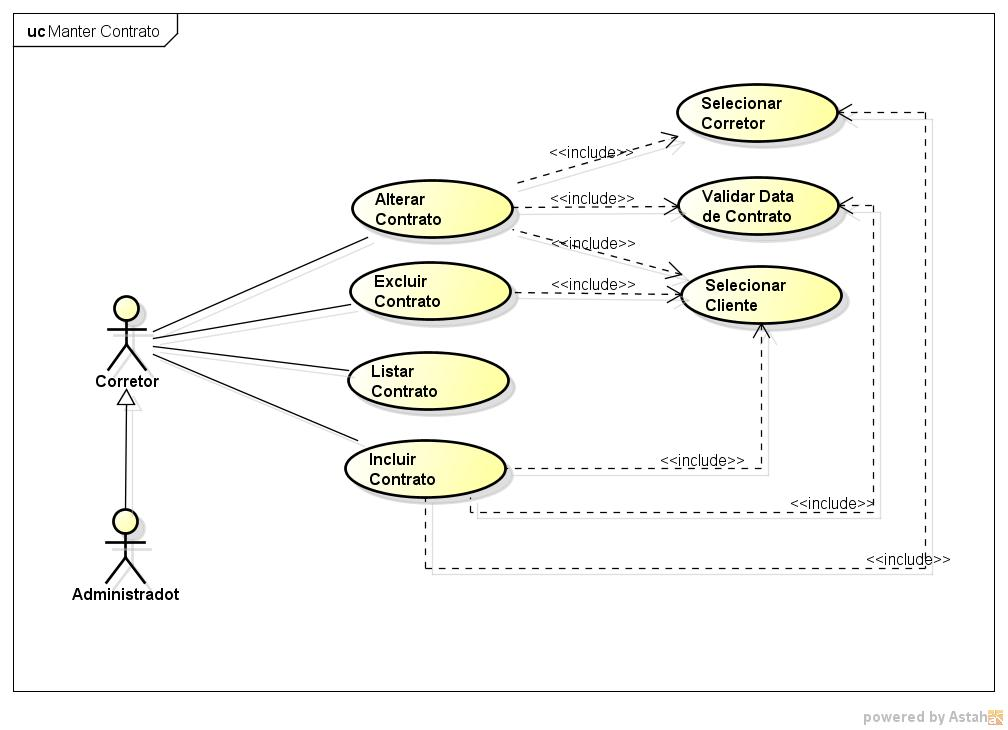 uc Manter Contrato
Selecionar
Corretor
<<include>>
Alterar
Contrato
<<include>>
Validar Data
de Contrato
<<include>>
Excluir
Contrato
<<include>>
Selecionar
Cliente
Corretor
Listar
Contrato
Incluir
Contrato
<<include>>
<<include>>
<<include>>
Administradot
powered by Astah